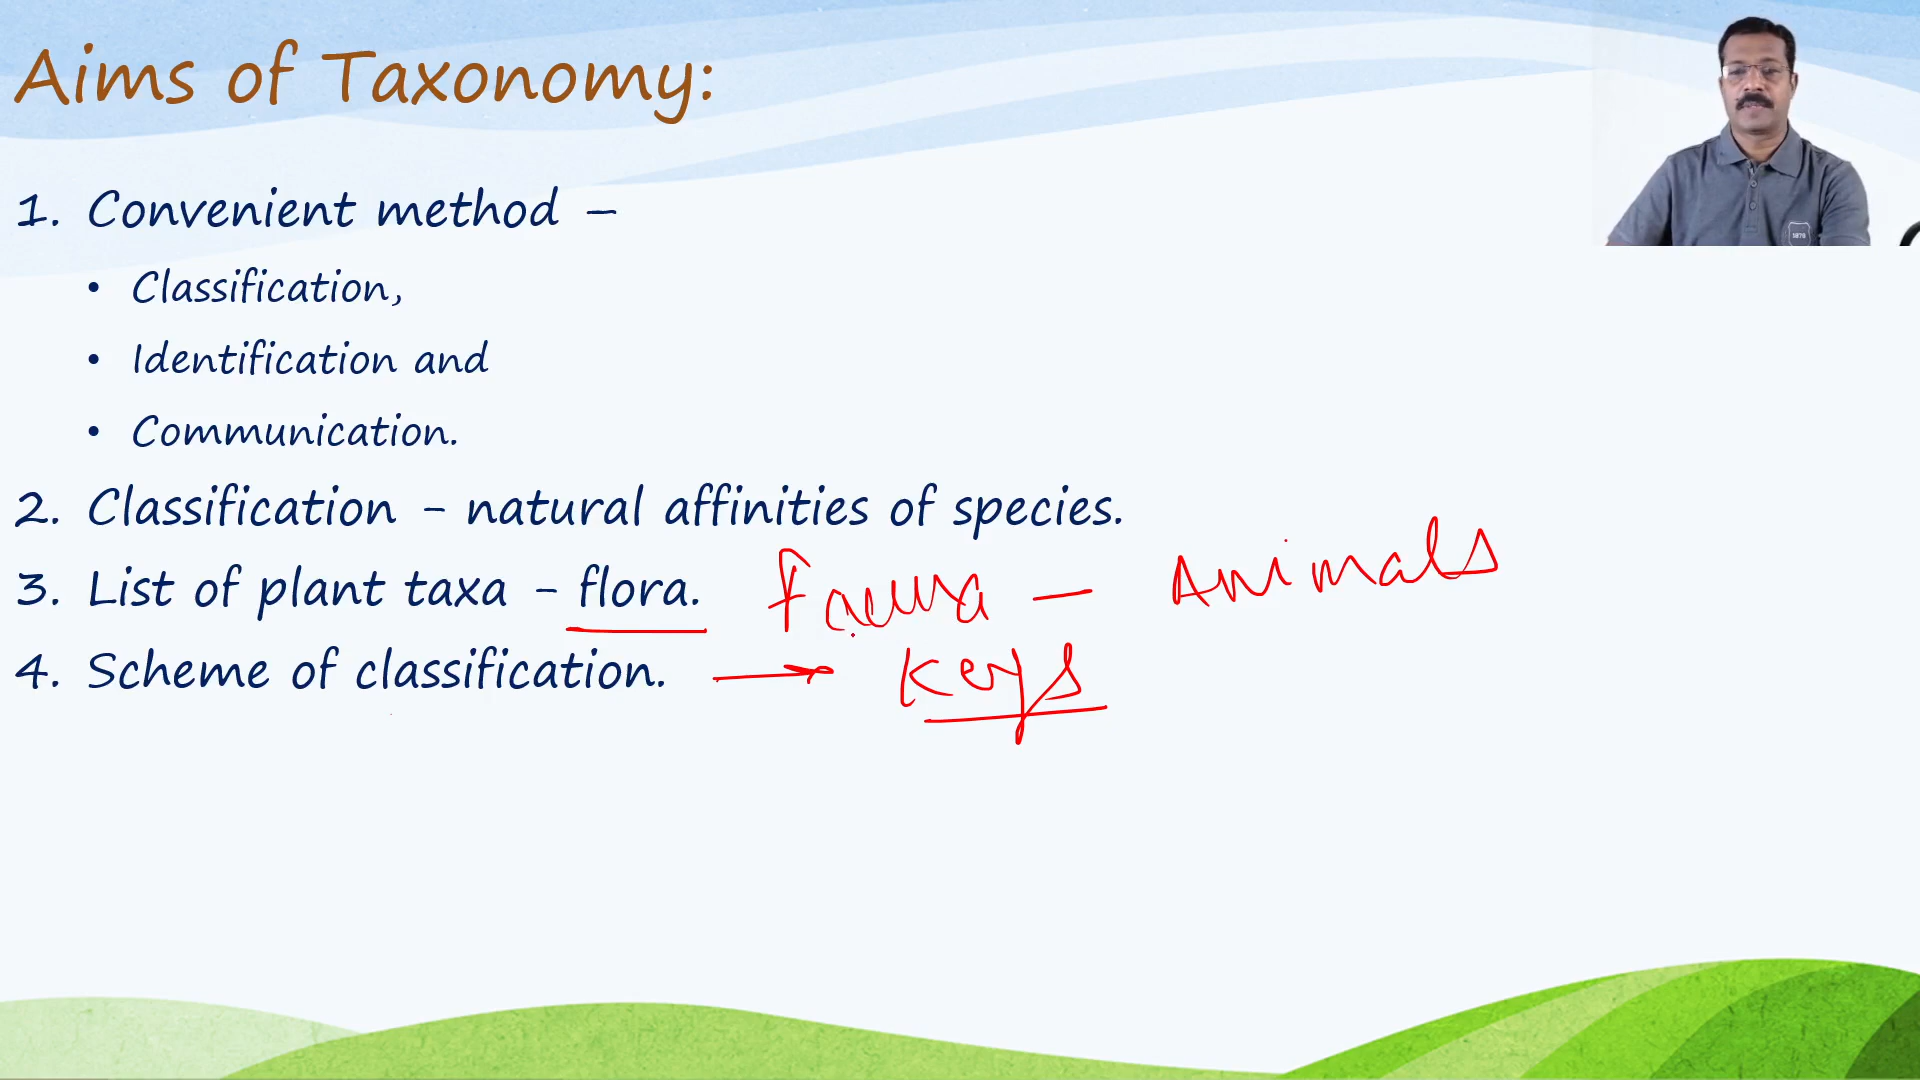 Aims of Taxonomy:
1. Convenient method –
• Classification,
• Identification and
• Communication.
2. Classification - natural affinities of species.
3. List of plant taxa - flora. fauna – Animals
4. Scheme of classification. → Keys